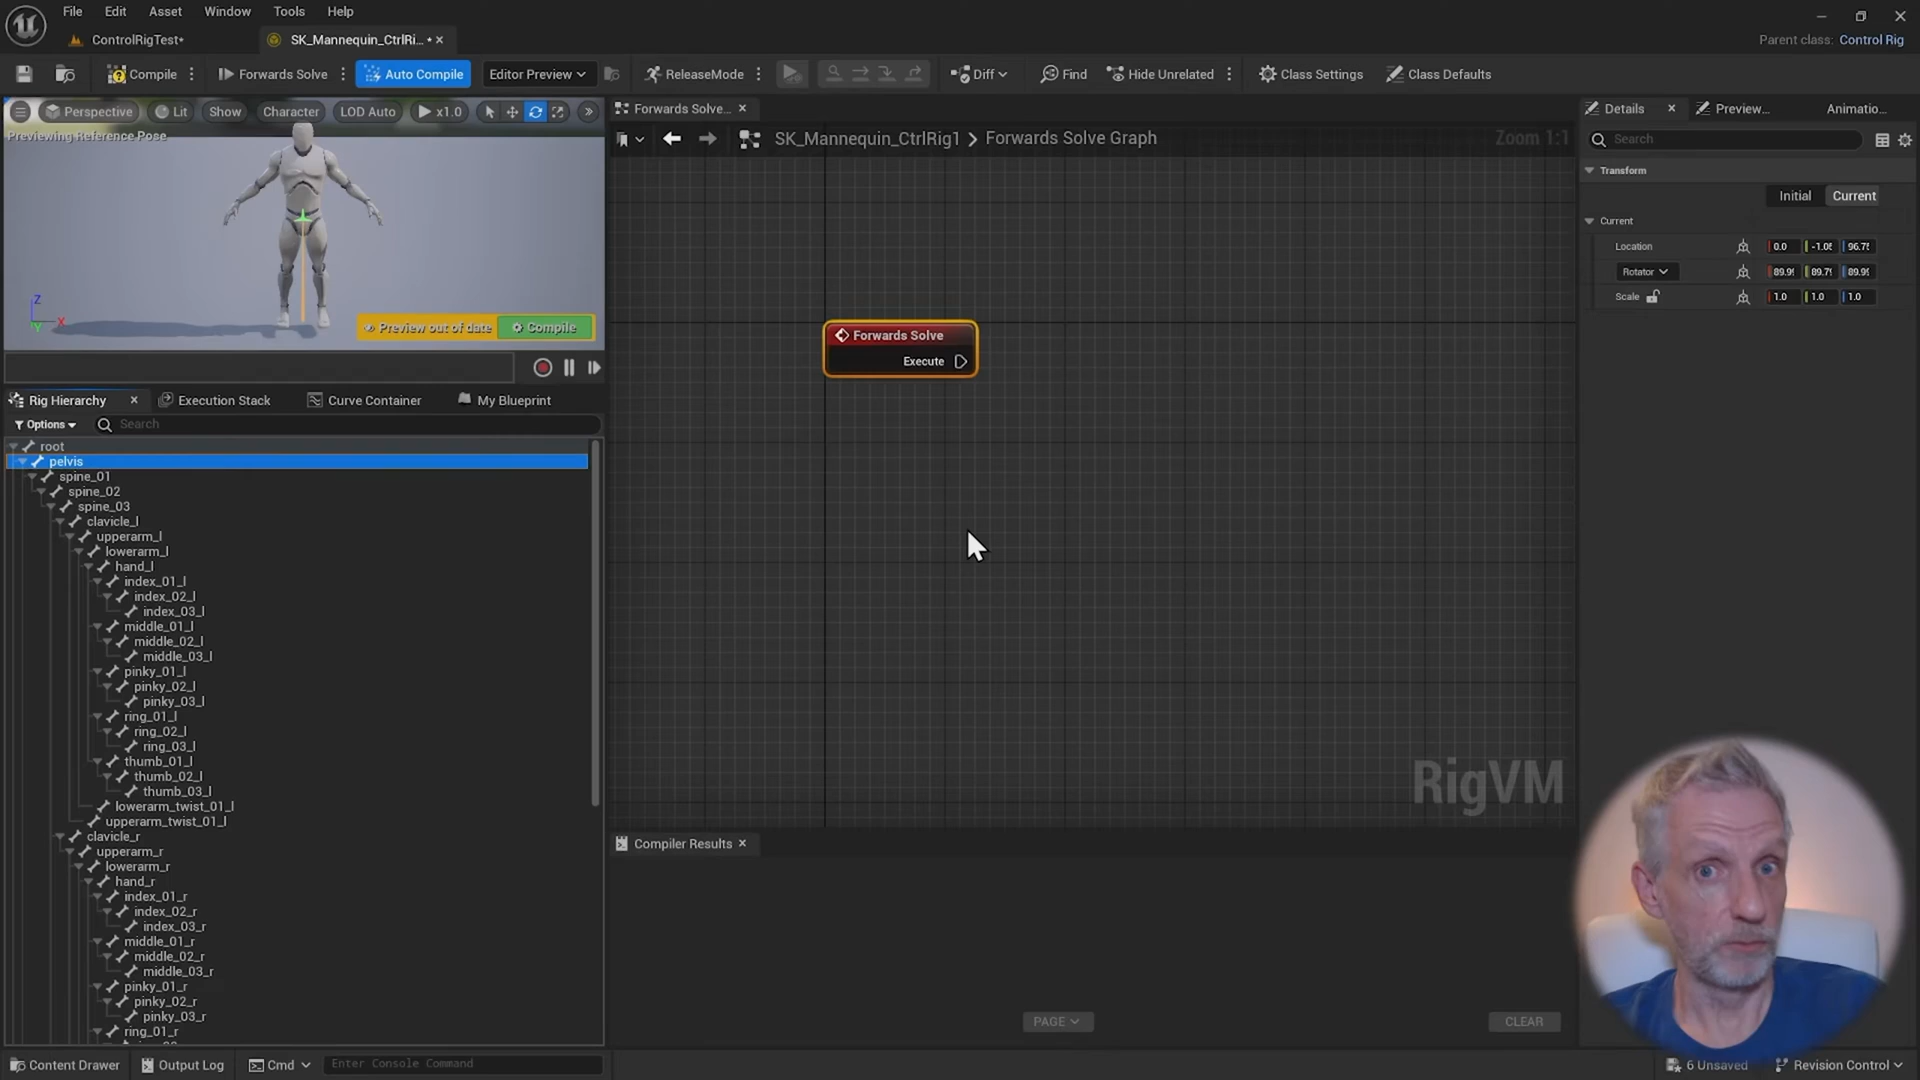 File Edit Asset Window Tools Help
ControlRigTest*
SK_Mannequin_CtrlRi... *
Parent class: Control Rig
Compile
Forwards Solve
Auto Compile
Editor Preview
ReleaseMode
Diff
Find
Hide Unrelated
Class Settings
Class Defaults
Perspective
Lit
Show
Character
LOD Auto
x1.0
Previewing Reference Pose
Z
X
Y
Preview out of date
Compile
Forwards Solve...
SK_Mannequin_CtrlRig1 > Forwards Solve Graph
Zoom 1:1
Forwards Solve
Execute
RigVM
Details
Preview...
Animatio...
Search
Transform
Initial
Current
Current
Location
0.0
-1.05
96.75
Rotator
89.99
89.79
89.99
Scale
1.0
1.0
1.0
Rig Hierarchy
Execution Stack
Curve Container
My Blueprint
Options
Search
root
pelvis
spine_01
spine_02
spine_03
clavicle_l
upperarm_l
lowerarm_l
hand_l
index_01_l
index_02_l
index_03_l
middle_01_l
middle_02_l
middle_03_l
pinky_01_l
pinky_02_l
pinky_03_l
ring_01_l
ring_02_l
ring_03_l
thumb_01_l
thumb_02_l
thumb_03_l
lowerarm_twist_01_l
upperarm_twist_01_l
clavicle_r
upperarm_r
lowerarm_r
hand_r
index_01_r
index_02_r
index_03_r
middle_01_r
middle_02_r
middle_03_r
pinky_01_r
pinky_02_r
pinky_03_r
ring_01_r
Compiler Results
PAGE
CLEAR
Content Drawer
Output Log
Cmd
Enter Console Command
6 Unsaved
Revision Control